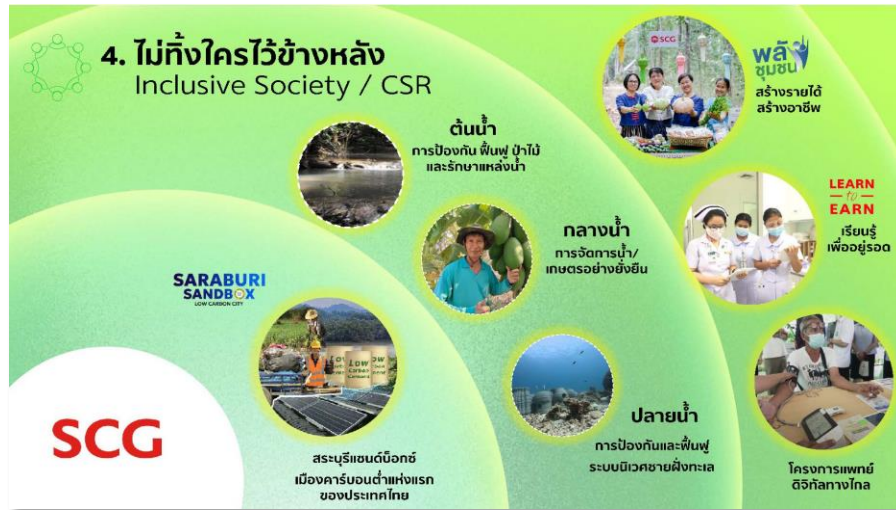 4. ไม่ทิ้งใครไว้ข้างหลัง
Inclusive Society / CSR
ต้นน้ำ
การป้องกัน ฟื้นฟู ป่าไม้
และรักษาแหล่งน้ำ
กลางน้ำ
การจัดการน้ำ/
เกษตรอย่างยั่งยืน
ปลายน้ำ
การป้องกันและฟื้นฟู
ระบบนิเวศชายฝั่งทะเล
SCG
พลัง
ชุมชน
สร้างรายได้
สร้างอาชีพ
LEARN
to
EARN
เรียนรู้
เพื่ออยู่รอด
โครงการแพทย์
ดิจิทัลทางไกล
SARABURI
SANDBOX
LOW CARBON CITY
Low
Carbon
Cement
สระบุรีแซนด์บ็อกซ์
เมืองคาร์บอนต่ำแห่งแรก
ของประเทศไทย
SCG